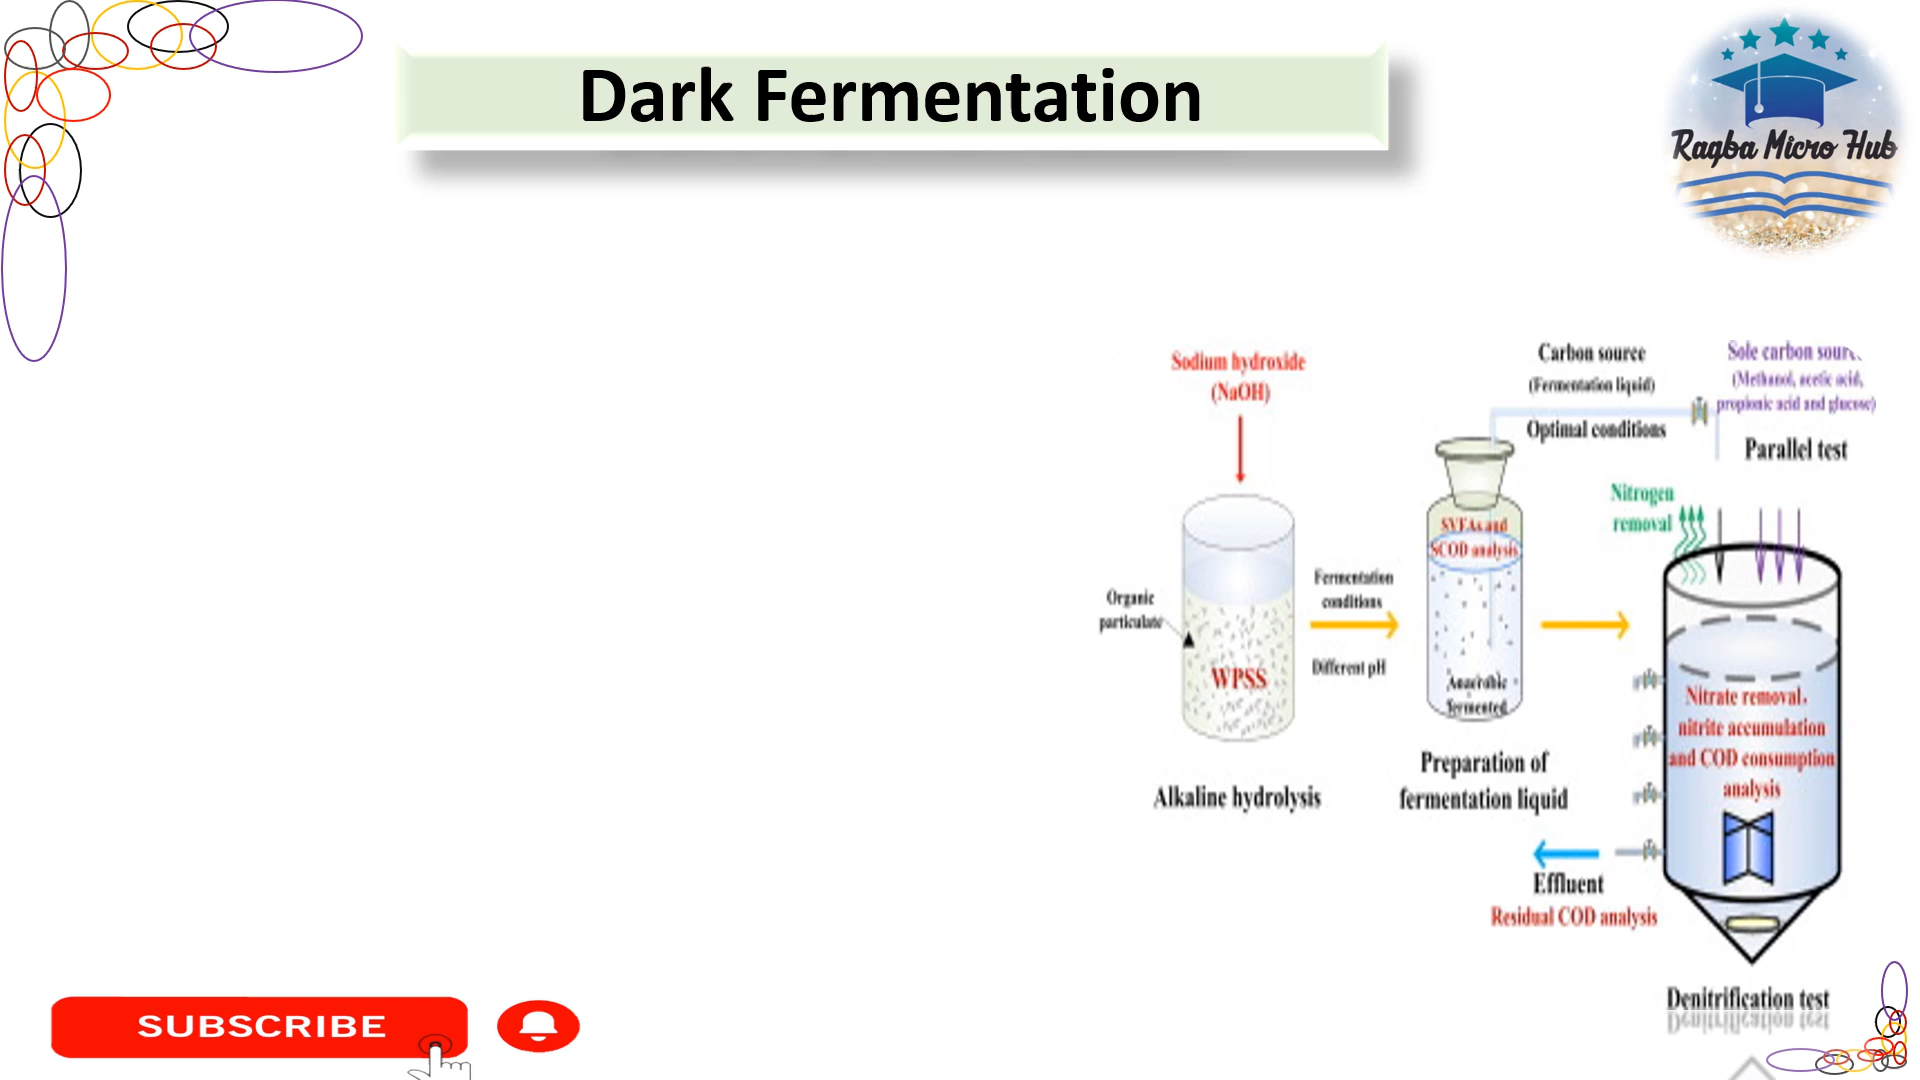 Dark Fermentation
Ragba Micro Hub
Sodium hydroxide
(NaOH)
Organic
particulate
WPSS
Alkaline hydrolysis
Fermentation
conditions
Different pH
Carbon source
(Fermentation liquid)
Optimal conditions
SVFAs and
SCOD analysis
Anaerobic
fermented
Preparation of
fermentation liquid
Sole carbon
(Methanol, acetic acid,
propionic acid and glucose)
Parallel test
Nitrogen
removal
Nitrate removal,
nitrite accumulation
and COD consumption
analysis
Effluent
Residual COD analysis
Denitrification test
SUBSCRIBE